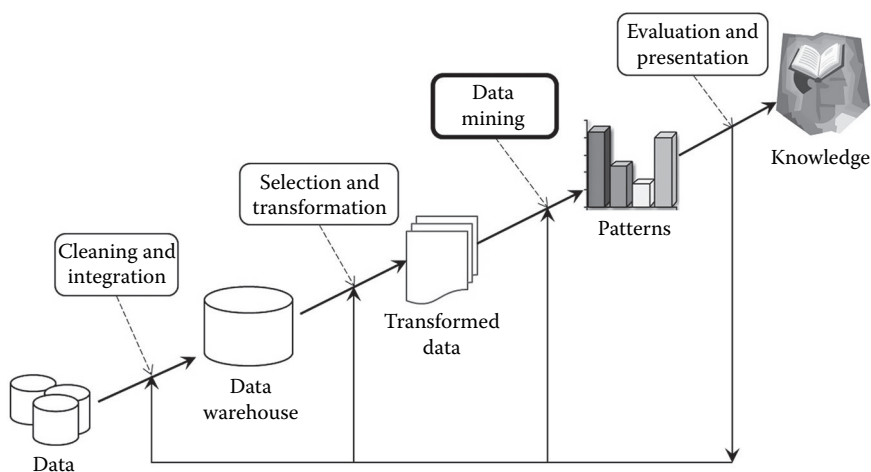 Evaluation and
presentation
Knowledge
Data
mining
Patterns
Selection and
transformation
Transformed
data
Cleaning and
integration
Data
warehouse
Data